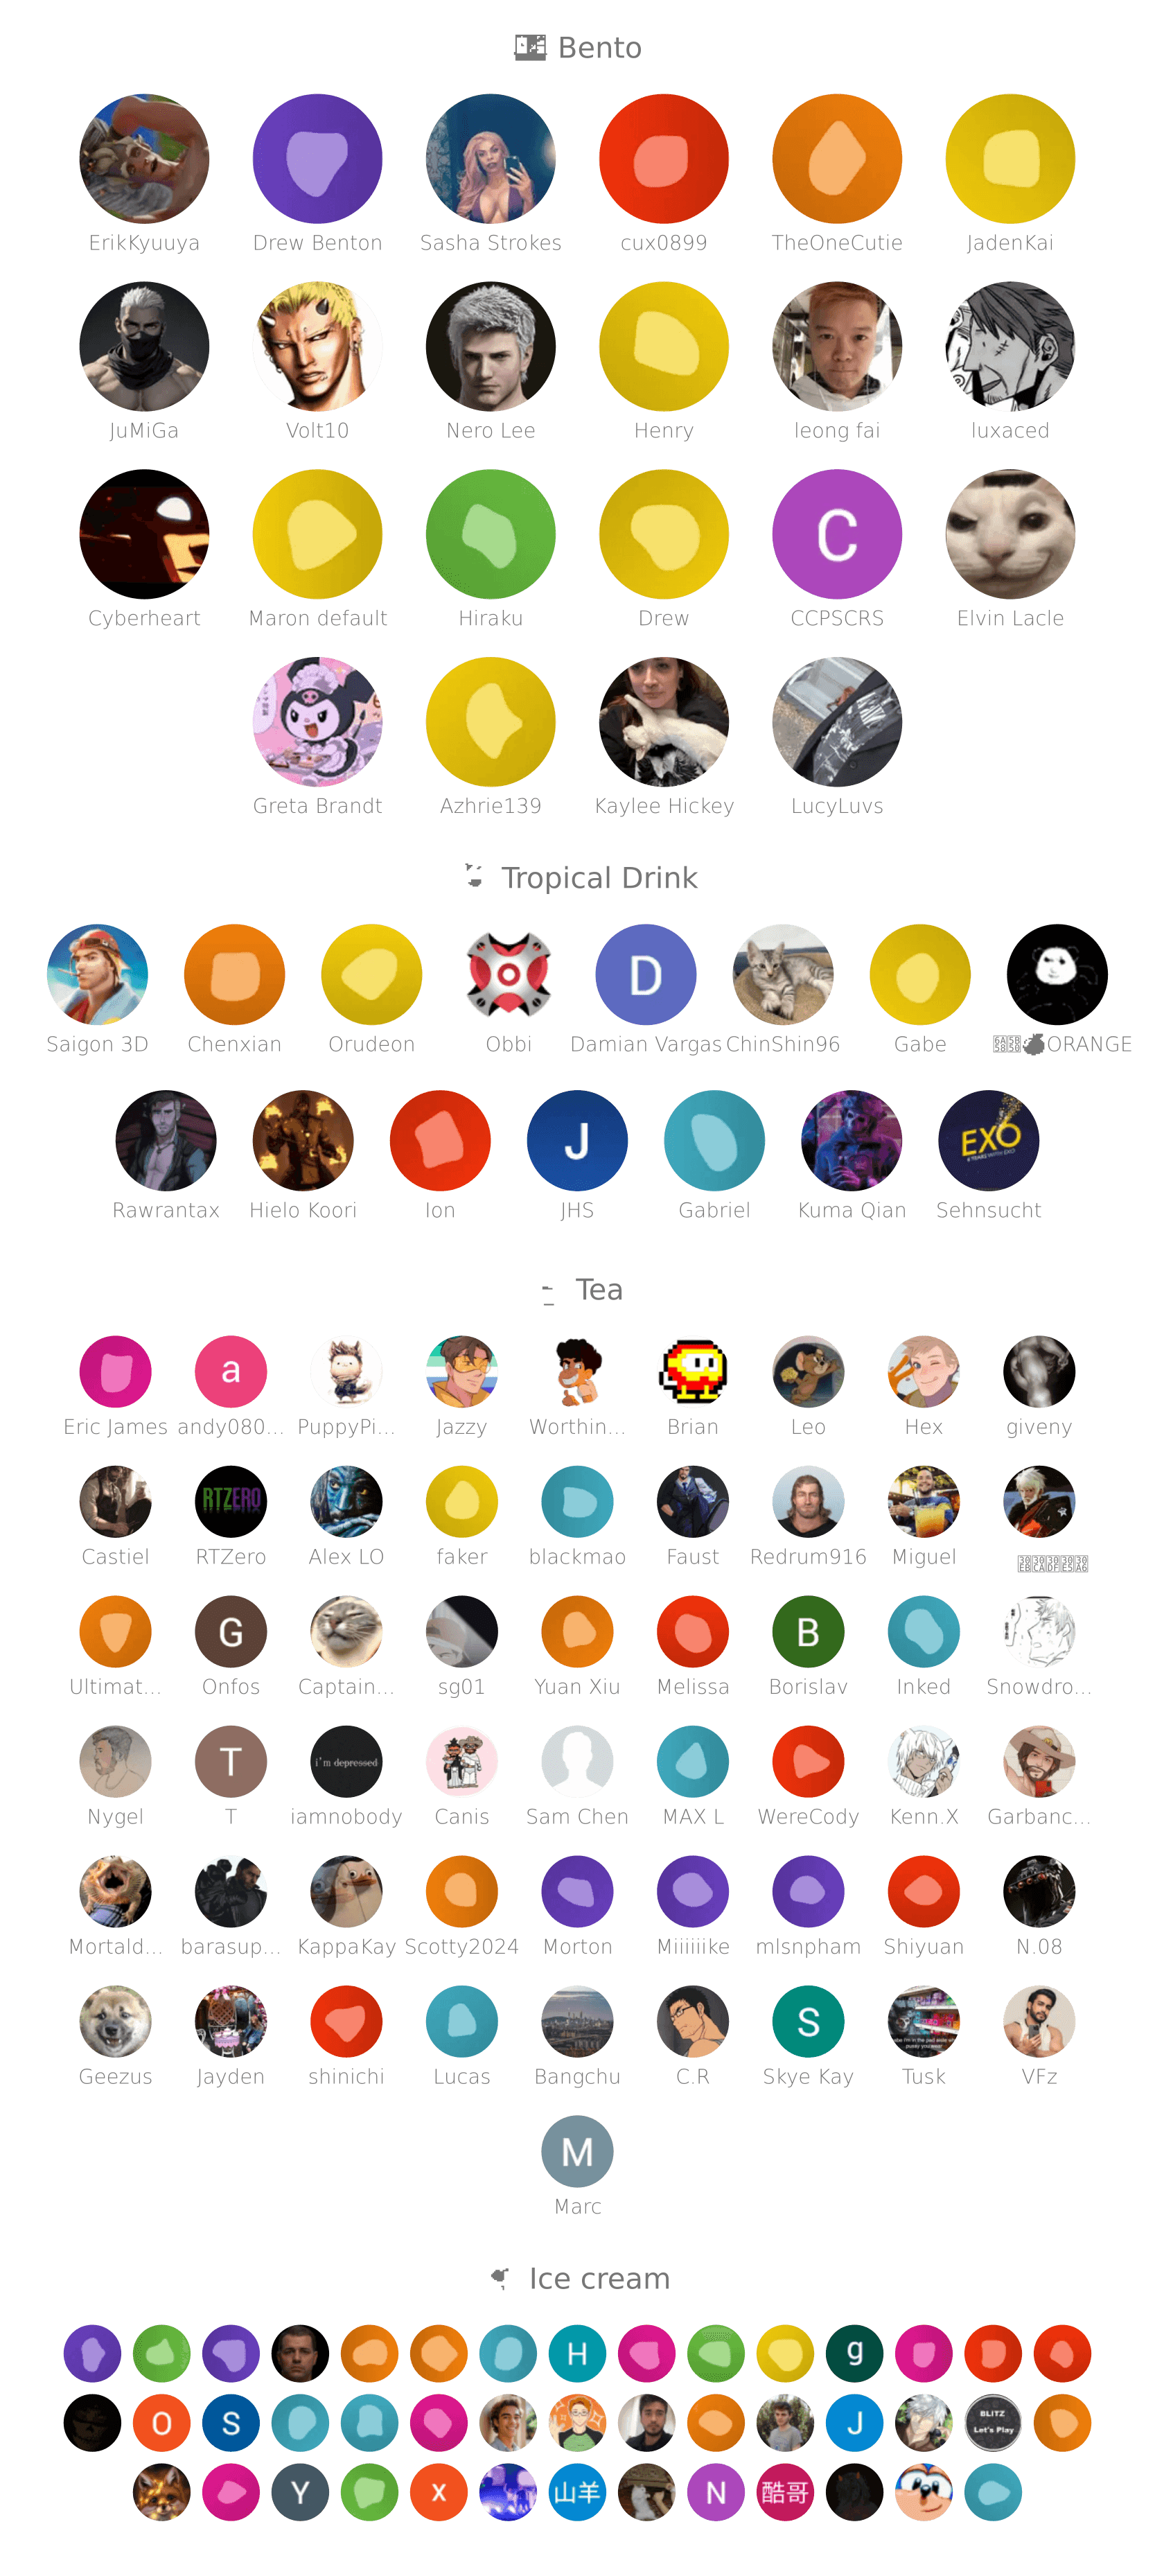 Bento
ErikKyuuya Drew Benton Sasha Strokes cux0899 TheOneCutie JadenKai
JuMiGa Volt10 Nero Lee Henry leong fai luxaced
C
Cyberheart Maron default Hiraku Drew CCPSCRS Elvin Lacle
Greta Brandt Azhrie139 Kaylee Hickey LucyLuvs
Tropical Drink
D
Saigon 3D Chenxian Orudeon Obbi Damian Vargas ChinShin96 Gabe ORANGE
J EXO
Rawrantax Hielo Koori Ion JHS Gabriel Kuma Qian Sehnsucht
Tea
a
Eric James andy080... PuppyPi... Jazzy Worthin... Brian Leo Hex giveny
RTZERO
Castiel RTZero Alex LO faker blackmao Faust Redrum916 Miguel
G B
Ultimat... Onfos Captain... sg01 Yuan Xiu Melissa Borislav Inked Snowdro...
T i'm depressed
Nygel T iamnobody Canis Sam Chen MAX L WereCody Kenn.X Garbanc...
Mortald... barasup... KappaKay Scotty2024 Morton Miiiiiike mlsnpham Shiyuan N.08
S
Geezus Jayden shinichi Lucas Bangchu C.R Skye Kay Tusk VFz
M
Marc
Ice cream
H g
O S J BLITZ
Let's Play
Y x 山羊 N 酷哥